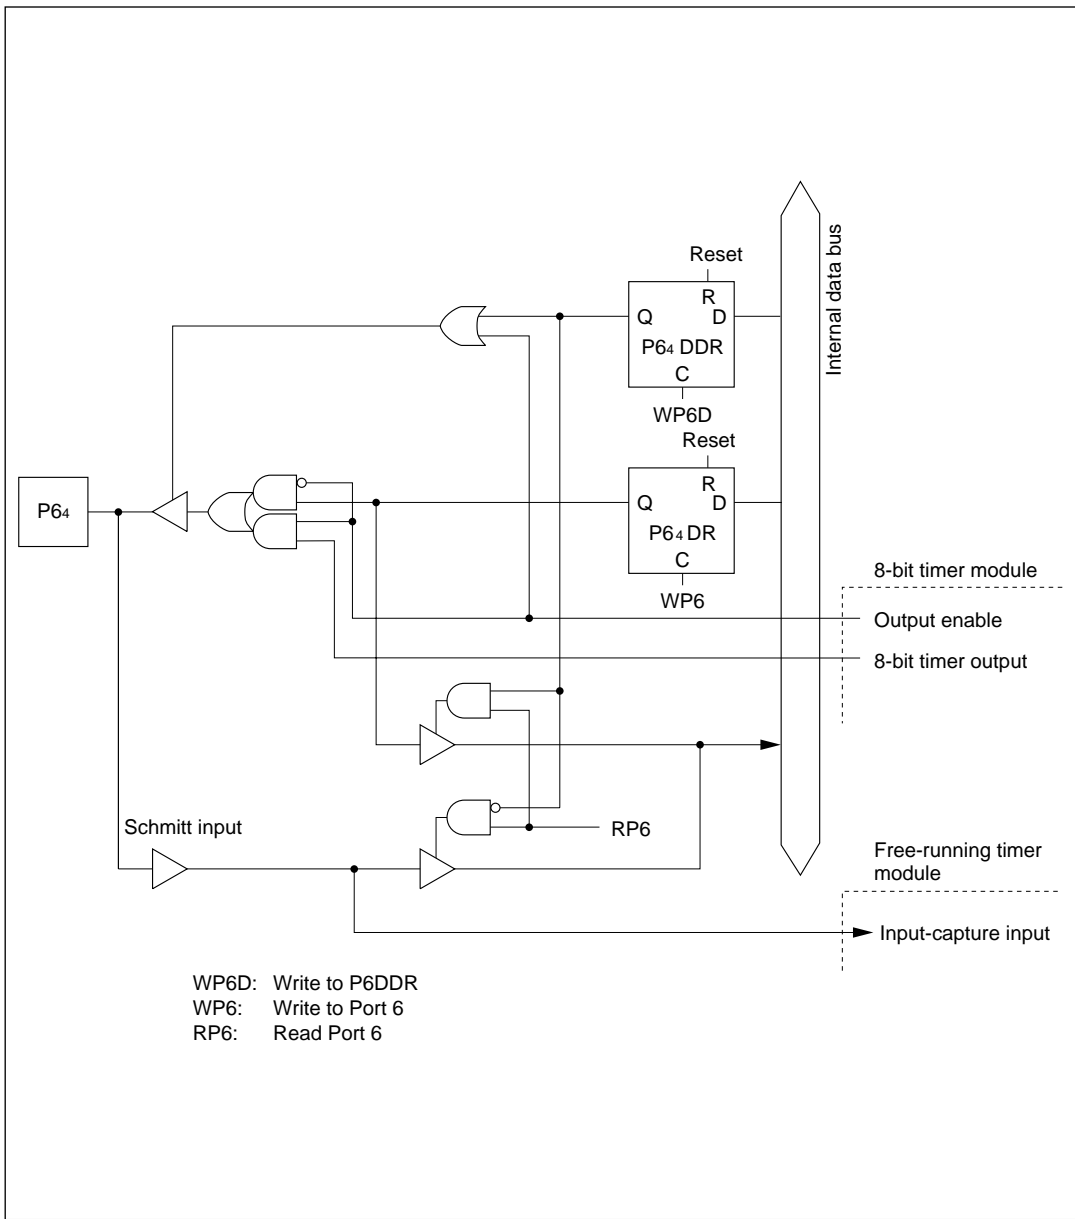 Reset
R
Q D
P64 DDR
C
WP6D
Internal data bus
Reset
R
Q D
P64 DR
C
WP6
P64
8-bit timer module
Output enable
8-bit timer output
RP6
Schmitt input
Free-running timer
module
Input-capture input
WP6D: Write to P6DDR
WP6: Write to Port 6
RP6: Read Port 6